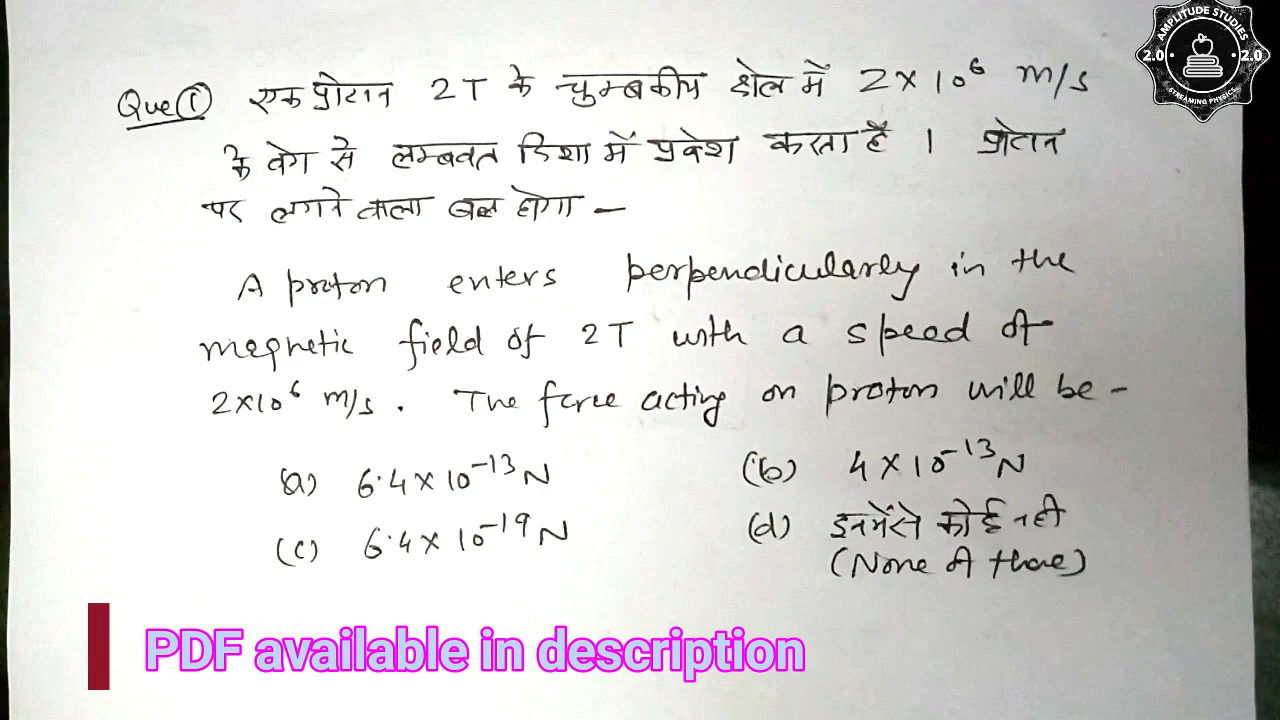 AMPLITUDE STUDIES
2.0 2.0
STREAMING PHYSICS
Que ① एक प्रोटान 2T के चुम्बकीय क्षेत्र में 2×10⁶ m/s
के वेग से लम्बवत दिशा में प्रवेश करता है । प्रोटान
पर लगने वाला बल होगा –
A proton enters perpendicularly in the
magnetic field of 2T with a speed of
2×10⁶ m/s. The force acting on proton will be –
(a) 6.4×10⁻¹³ N (b) 4×10⁻¹³ N
(c) 6.4×10⁻¹⁹ N (d) इनमेंसे कोई नही
(None of these)
PDF available in description